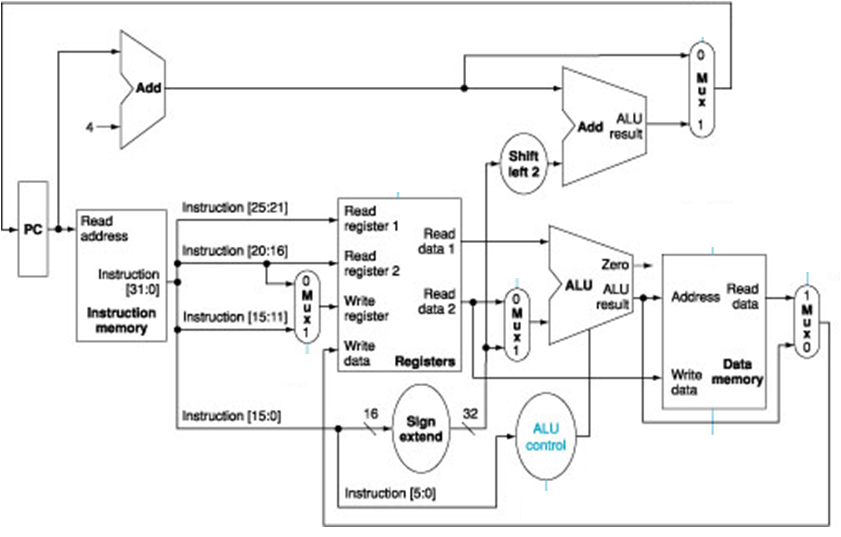 Add
4
PC
Read
address
Instruction
[31:0]
Instruction
memory
Instruction [25:21]
Instruction [20:16]
Instruction [15:11]
Instruction [15:0]
Instruction [5:0]
0
M
u
x
1
Read
register 1
Read
register 2
Write
register
Write
data
Read
data 1
Read
data 2
Registers
16
Sign
extend
32
Shift
left 2
Add
ALU
result
0
M
u
x
1
0
M
u
x
1
ALU
Zero
ALU
result
ALU
control
Address
Read
data
Write
data
Data
memory
1
M
u
x
0